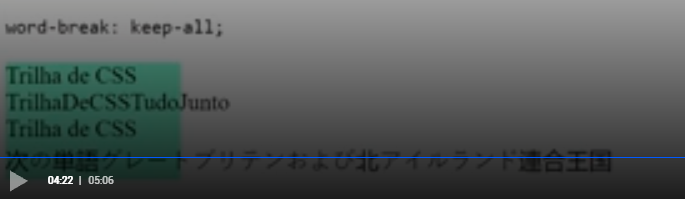 word-break: keep-all;
Trilha de CSS
TrilhaDeCSSTudoJunto
Trilha de CSS
次の単語グレートブリテンおよび北アイルランド連合王国
04:22 | 05:06